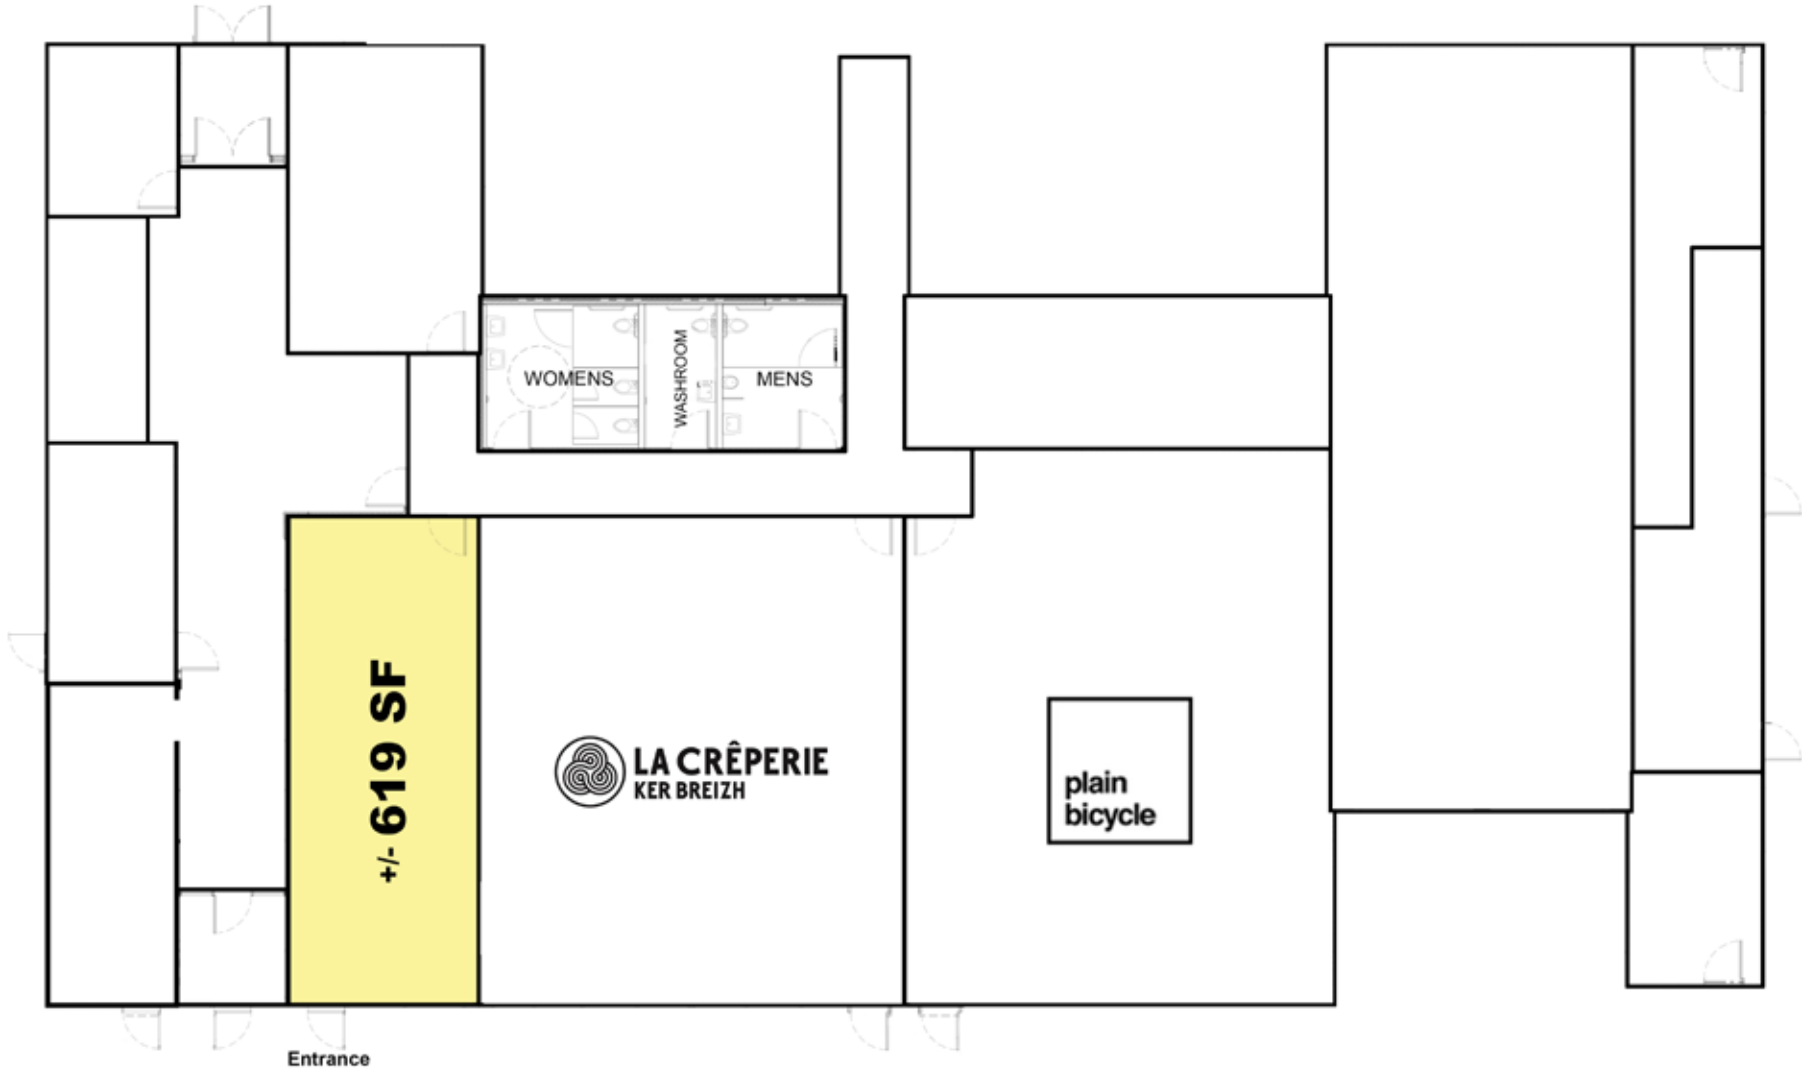 WOMENS
WASHROOM
MENS
+/- 619 SF
LA CRÊPERIE
KER BREIZH
plain
bicycle
Entrance